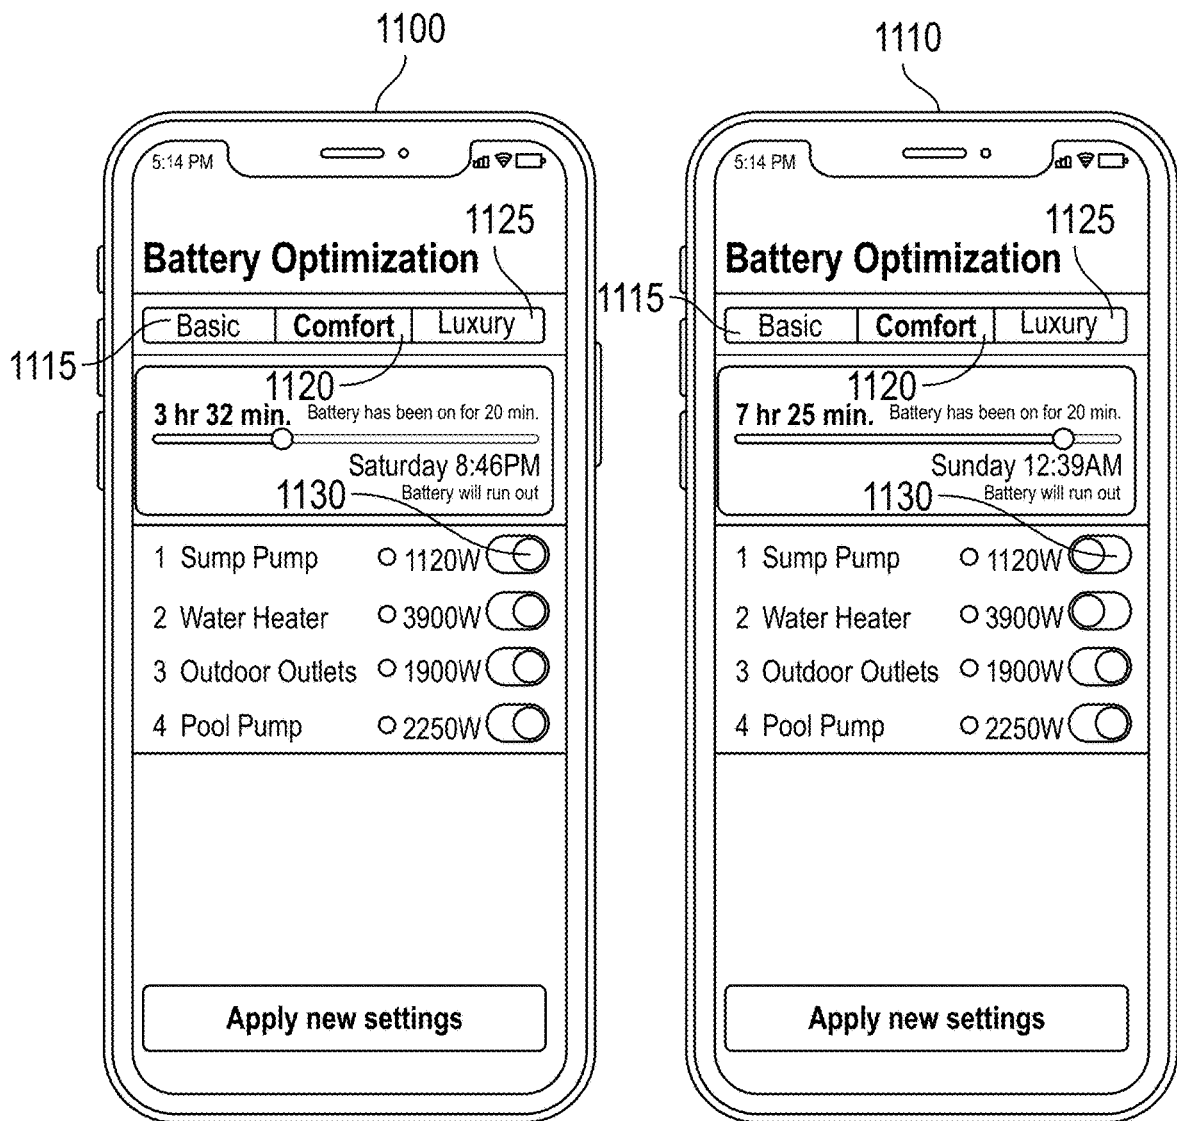 1100
5:14 PM
1125
Battery Optimization
Basic Comfort Luxury
1115
1120
3 hr 32 min. Battery has been on for 20 min.
Saturday 8:46PM
1130 Battery will run out
1 Sump Pump 1120W
2 Water Heater 3900W
3 Outdoor Outlets 1900W
4 Pool Pump 2250W
Apply new settings
1110
5:14 PM
1125
Battery Optimization
1115
Basic Comfort Luxury
1120
7 hr 25 min. Battery has been on for 20 min.
Sunday 12:39AM
1130 Battery will run out
1 Sump Pump 1120W
2 Water Heater 3900W
3 Outdoor Outlets 1900W
4 Pool Pump 2250W
Apply new settings